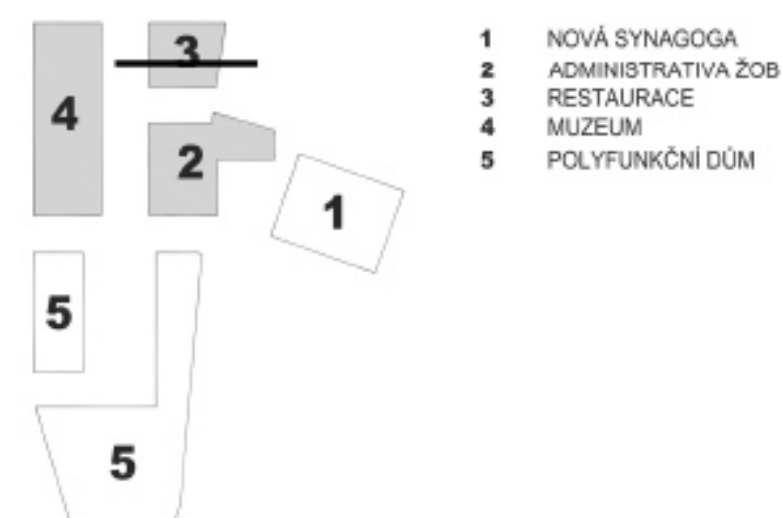 3
4
2
1
5
5
1 NOVÁ SYNAGOGA
2 ADMINISTRATIVA ŽOB
3 RESTAURACE
4 MUZEUM
5 POLYFUNKČNÍ DŮM